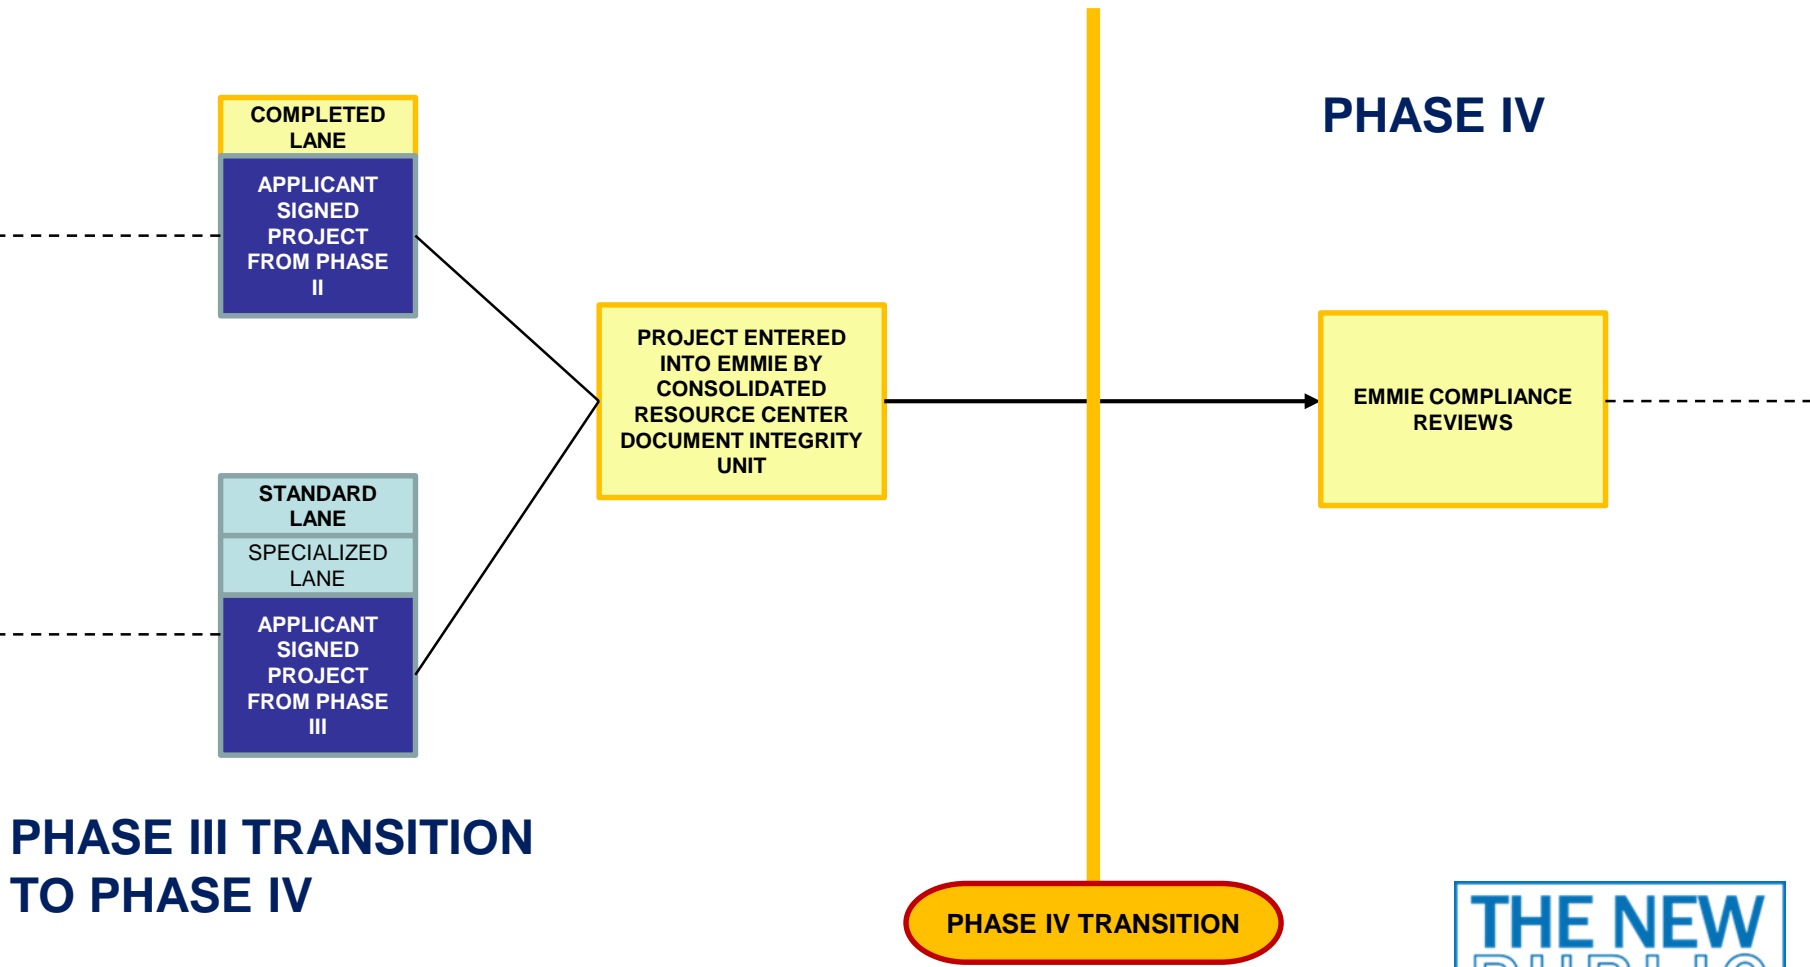 COMPLETED
LANE
APPLICANT
SIGNED
PROJECT
FROM PHASE
II
STANDARD
LANE
SPECIALIZED
LANE
APPLICANT
SIGNED
PROJECT
FROM PHASE
III
PROJECT ENTERED
INTO EMMIE BY
CONSOLIDATED
RESOURCE CENTER
DOCUMENT INTEGRITY
UNIT
PHASE IV
EMMIE COMPLIANCE
REVIEWS
PHASE III TRANSITION
TO PHASE IV
PHASE IV TRANSITION
THE NEW
PUBLIC